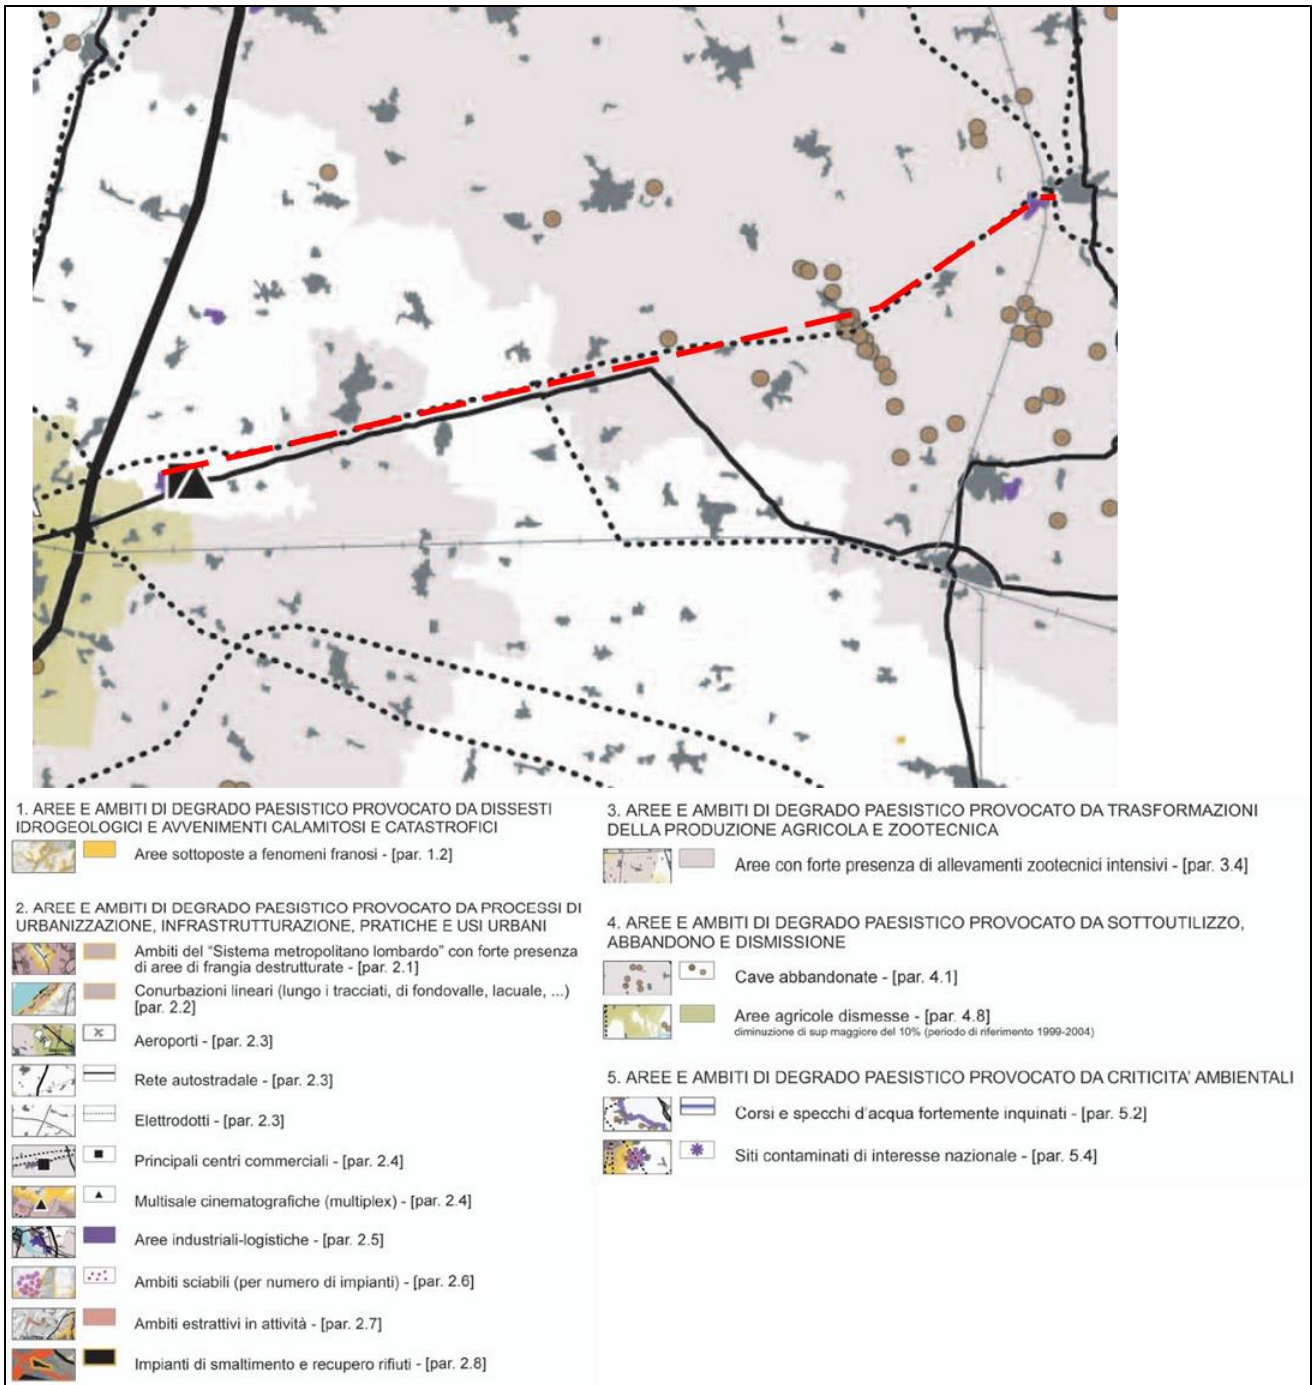 1. AREE E AMBITI DI DEGRADO PAESISTICO PROVOCATO DA DISSESTI
IDROGEOLOGICI E AVVENIMENTI CALAMITOSI E CATASTROFICI
Aree sottoposte a fenomeni franosi - [par. 1.2]
2. AREE E AMBITI DI DEGRADO PAESISTICO PROVOCATO DA PROCESSI DI
URBANIZZAZIONE, INFRASTRUTTURAZIONE, PRATICHE E USI URBANI
Ambiti del "Sistema metropolitano lombardo" con forte presenza
di aree di frangia destrutturate - [par. 2.1]
Conurbazioni lineari (lungo i tracciati, di fondovalle, lacuale, ...)
[par. 2.2]
Aeroporti - [par. 2.3]
Rete autostradale - [par. 2.3]
Elettrodotti - [par. 2.3]
Principali centri commerciali - [par. 2.4]
Multisale cinematografiche (multiplex) - [par. 2.4]
Aree industriali-logistiche - [par. 2.5]
Ambiti sciabili (per numero di impianti) - [par. 2.6]
Ambiti estrattivi in attività - [par. 2.7]
Impianti di smaltimento e recupero rifiuti - [par. 2.8]
3. AREE E AMBITI DI DEGRADO PAESISTICO PROVOCATO DA TRASFORMAZIONI
DELLA PRODUZIONE AGRICOLA E ZOOTECNICA
Aree con forte presenza di allevamenti zootecnici intensivi - [par. 3.4]
4. AREE E AMBITI DI DEGRADO PAESISTICO PROVOCATO DA SOTTOUTILIZZO,
ABBANDONO E DISMISSIONE
Cave abbandonate - [par. 4.1]
Aree agricole dismesse - [par. 4.8]
diminuzione di sup maggiore del 10% (periodo di riferimento 1999-2004)
5. AREE E AMBITI DI DEGRADO PAESISTICO PROVOCATO DA CRITICITA' AMBIENTALI
Corsi e specchi d'acqua fortemente inquinati - [par. 5.2]
Siti contaminati di interesse nazionale - [par. 5.4]